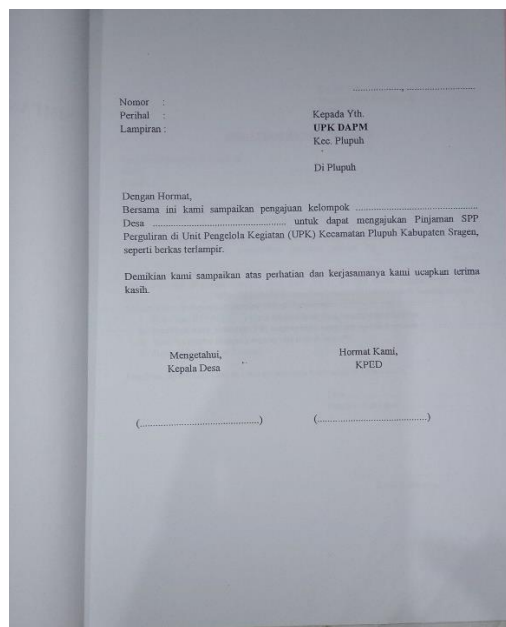 ...................., ............................
Nomor :
Perihal :
Lampiran :
Kepada Yth.
UPK DAPM
Kec. Plupuh
Di Plupuh
Dengan Hormat,
Bersama ini kami sampaikan pengajuan kelompok ................................................
Desa .................................................... untuk dapat mengajukan Pinjaman SPP
Perguliran di Unit Pengelola Kegiatan (UPK) Kecamatan Plupuh Kabupaten Sragen,
seperti berkas terlampir.
Demikian kami sampaikan atas perhatian dan kerjasamanya kami ucapkan terima
kasih.
Mengetahui,
Kepala Desa
Hormat Kami,
KPED
(..............................................)
(...........................................)